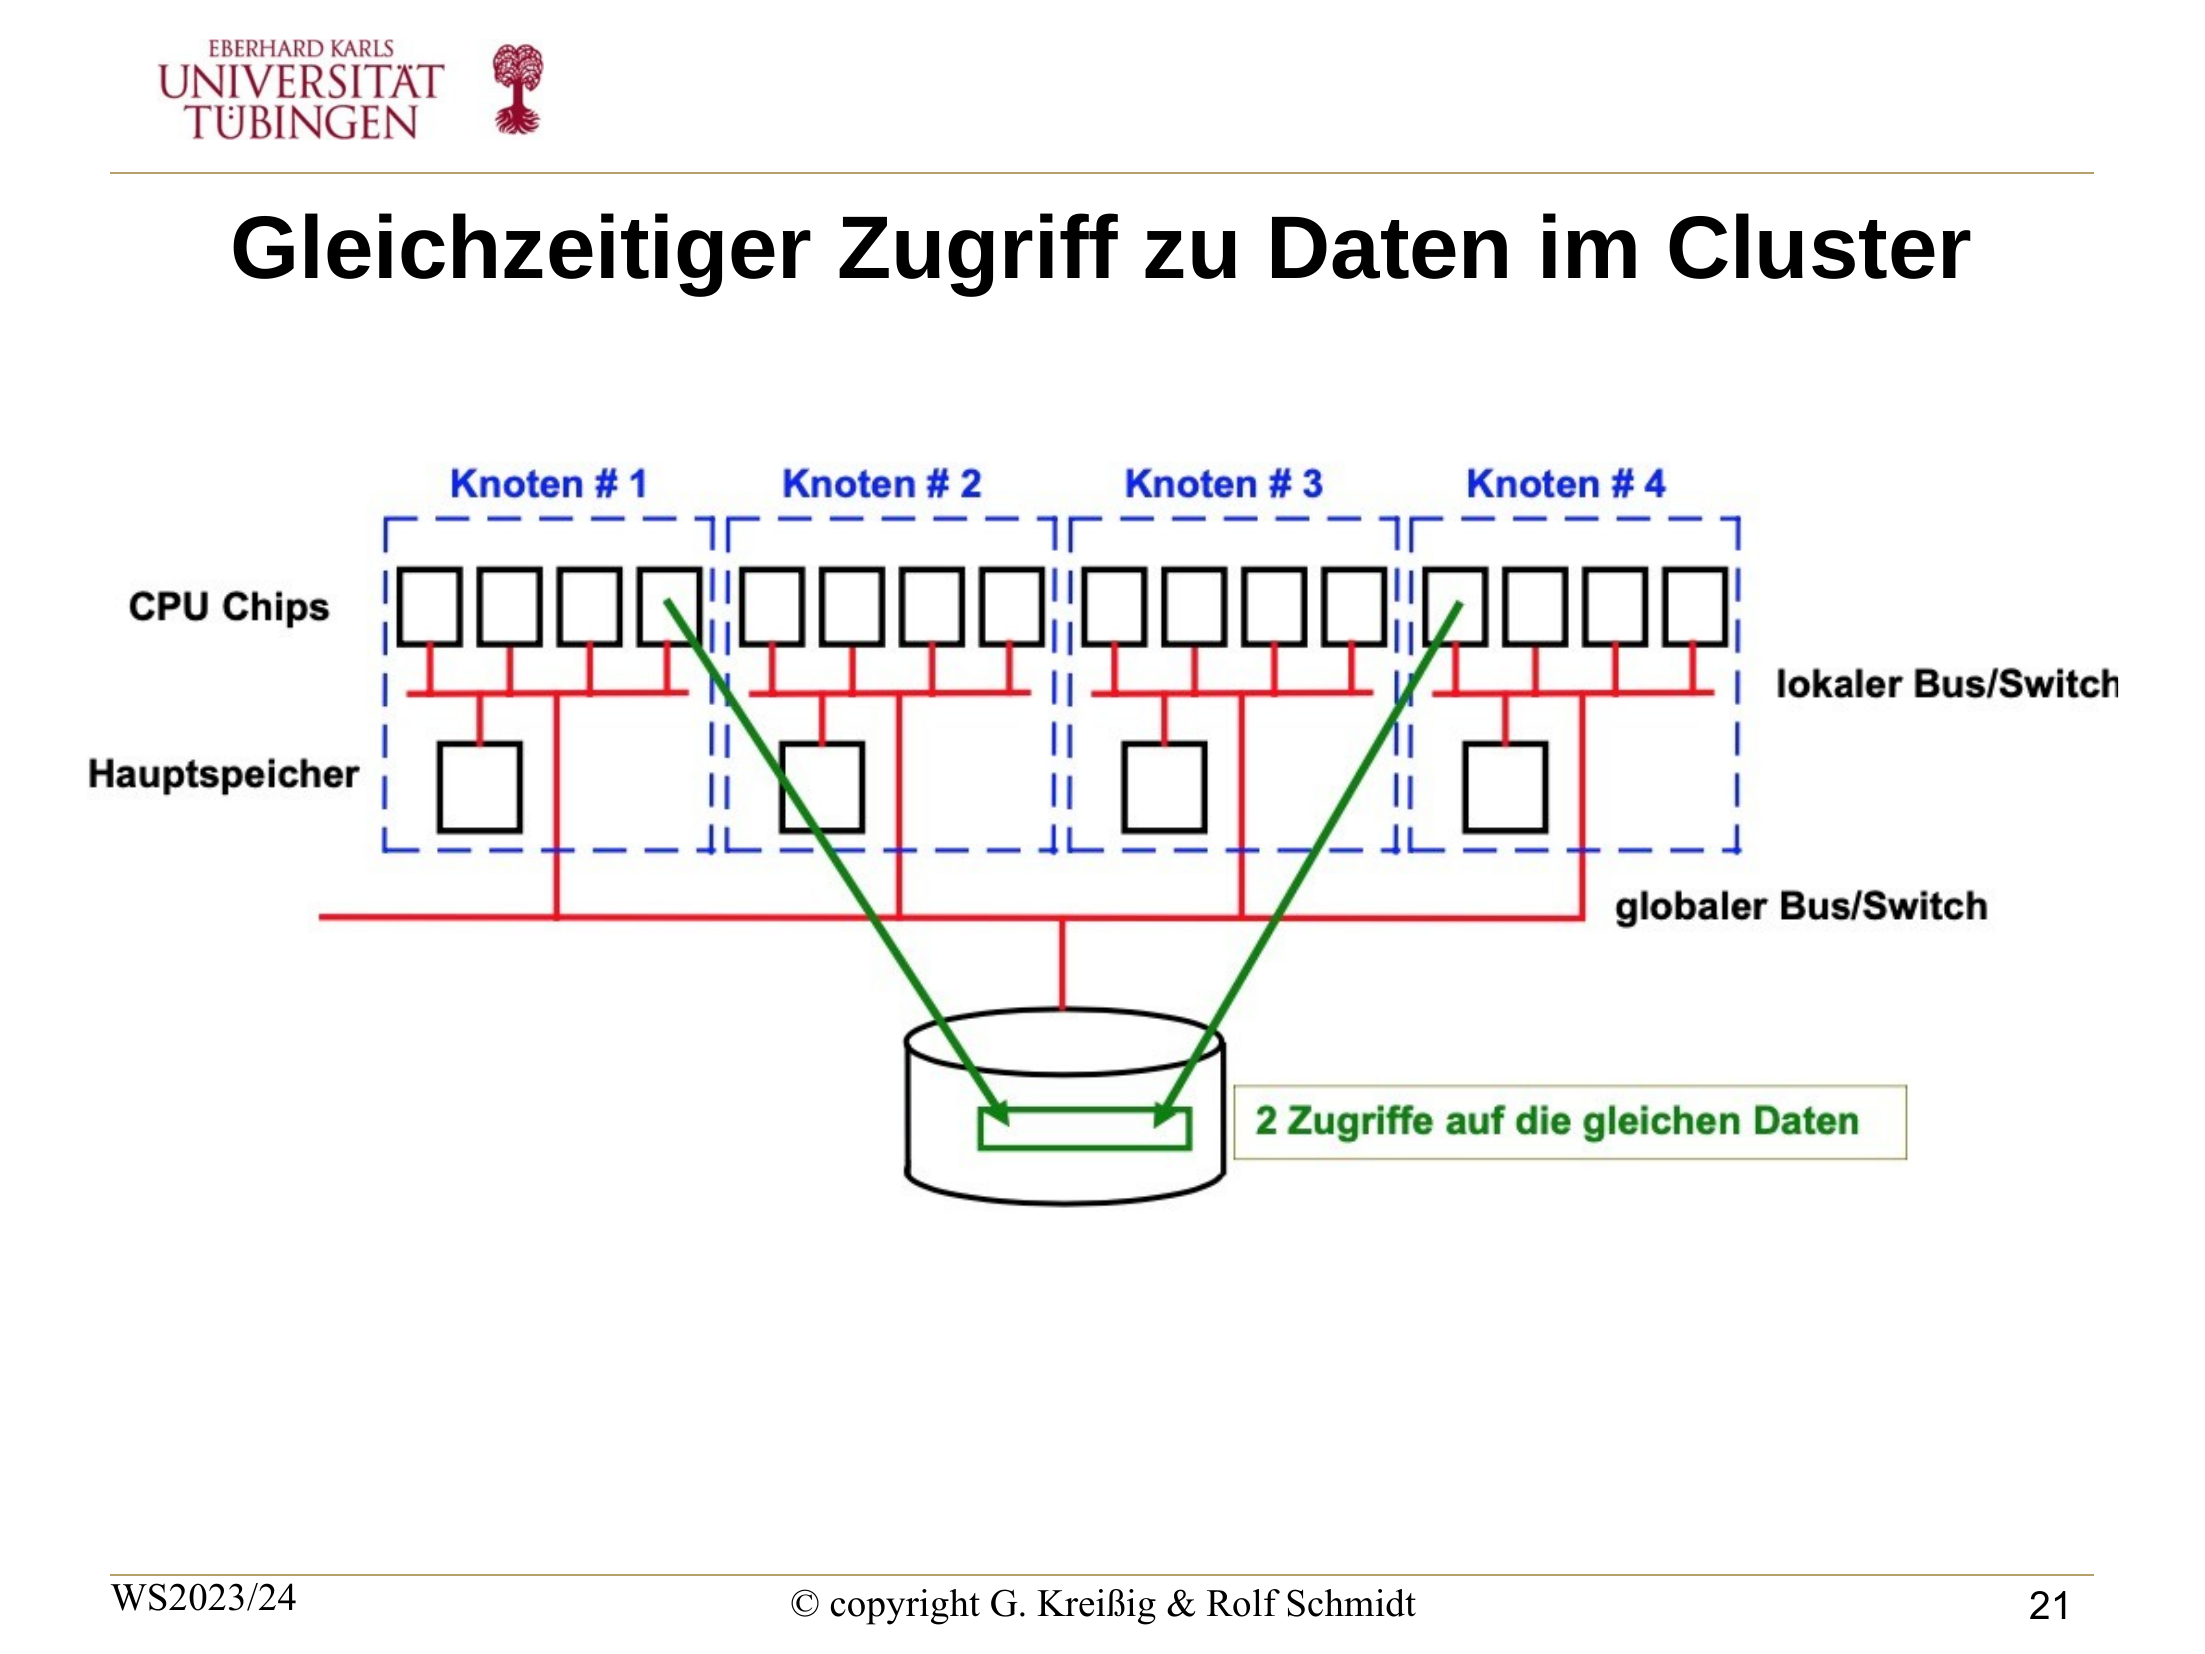 EBERHARD KARLS
UNIVERSITÄT
TÜBINGEN
Gleichzeitiger Zugriff zu Daten im Cluster
Knoten # 1
Knoten # 2
Knoten # 3
Knoten # 4
CPU Chips
lokaler Bus/Switch
Hauptspeicher
globaler Bus/Switch
2 Zugriffe auf die gleichen Daten
WS2023/24
© copyright G. Kreißig & Rolf Schmidt
21